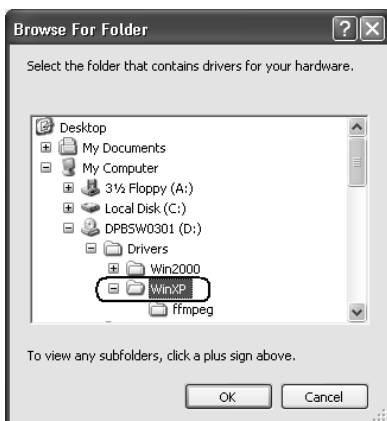 Browse For Folder
Select the folder that contains drivers for your hardware.
Desktop
My Documents
My Computer
3½ Floppy (A:)
Local Disk (C:)
DPBSW0301 (D:)
Drivers
Win2000
WinXP
ffmpeg
To view any subfolders, click a plus sign above.
OK Cancel